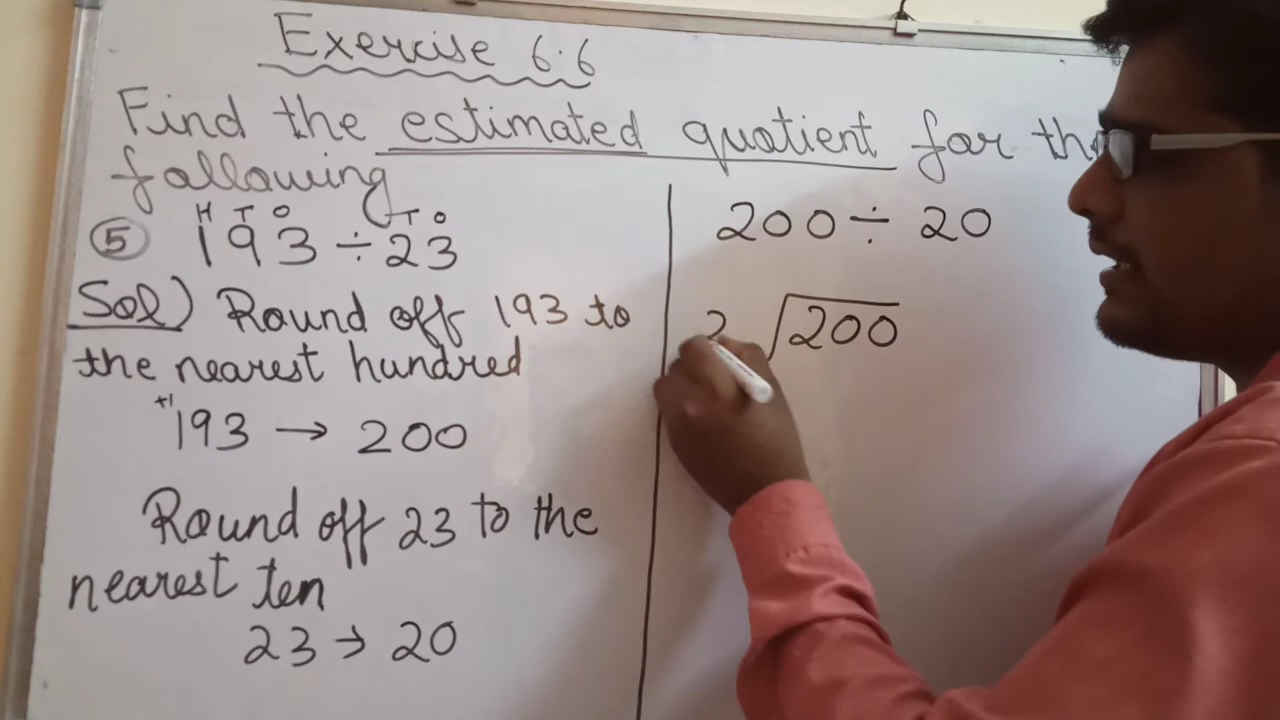 Exercise 6.6
Find the estimated quotient for the
following
H T O T O
5 193 ÷ 23
Sol) Round off 193 to
the nearest hundred
+1
193 → 200
Round off 23 to the
nearest ten
23 → 20
200 ÷ 20
2 200